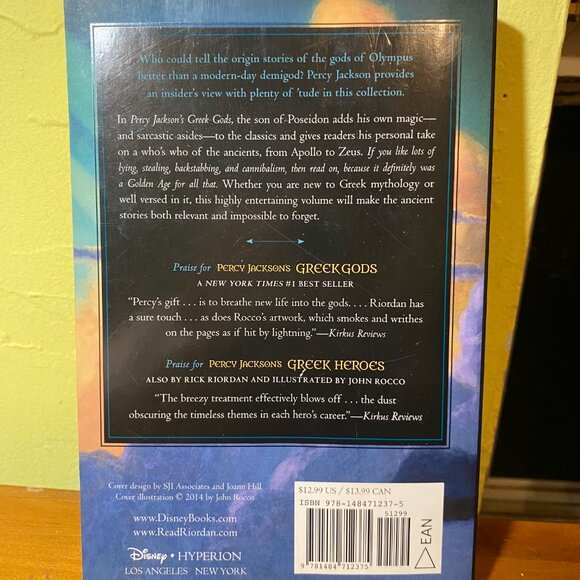 Who could tell the origin stories of the gods of Olympus
better than a modern-day demigod? Percy Jackson provides
an insider's view with plenty of 'tude in this collection.
In Percy Jackson's Greek Gods, the son of Poseidon adds his own magic—
and sarcastic asides—to the classics and gives readers his personal take
on a who's who of the ancients, from Apollo to Zeus. If you like lots of
lying, stealing, backstabbing, and cannibalism, then read on, because it definitely was
a Golden Age for all that. Whether you are new to Greek mythology or
well versed in it, this highly entertaining volume will make the ancient
stories both relevant and impossible to forget.
Praise for PERCY JACKSON'S GREEK GODS
A NEW YORK TIMES #1 BEST SELLER
"Percy's gift . . . is to breathe new life into the gods. . . . Riordan has
a sure touch . . . as does Rocco's artwork, which smokes and writhes
on the pages as if hit by lightning."—Kirkus Reviews
Praise for PERCY JACKSON'S GREEK HEROES
ALSO BY RICK RIORDAN AND ILLUSTRATED BY JOHN ROCCO
"The breezy treatment effectively blows off . . . the dust
obscuring the timeless themes in each hero's career."—Kirkus Reviews
Cover design by SJI Associates and Joann Hill
Cover illustration © 2014 by John Rocco
www.DisneyBooks.com
www.ReadRiordan.com
Disney • HYPERION
LOS ANGELES NEW YORK
$12.99 US / $13.99 CAN
ISBN 978-148471237-5
51299
9 781484 712375
EAN